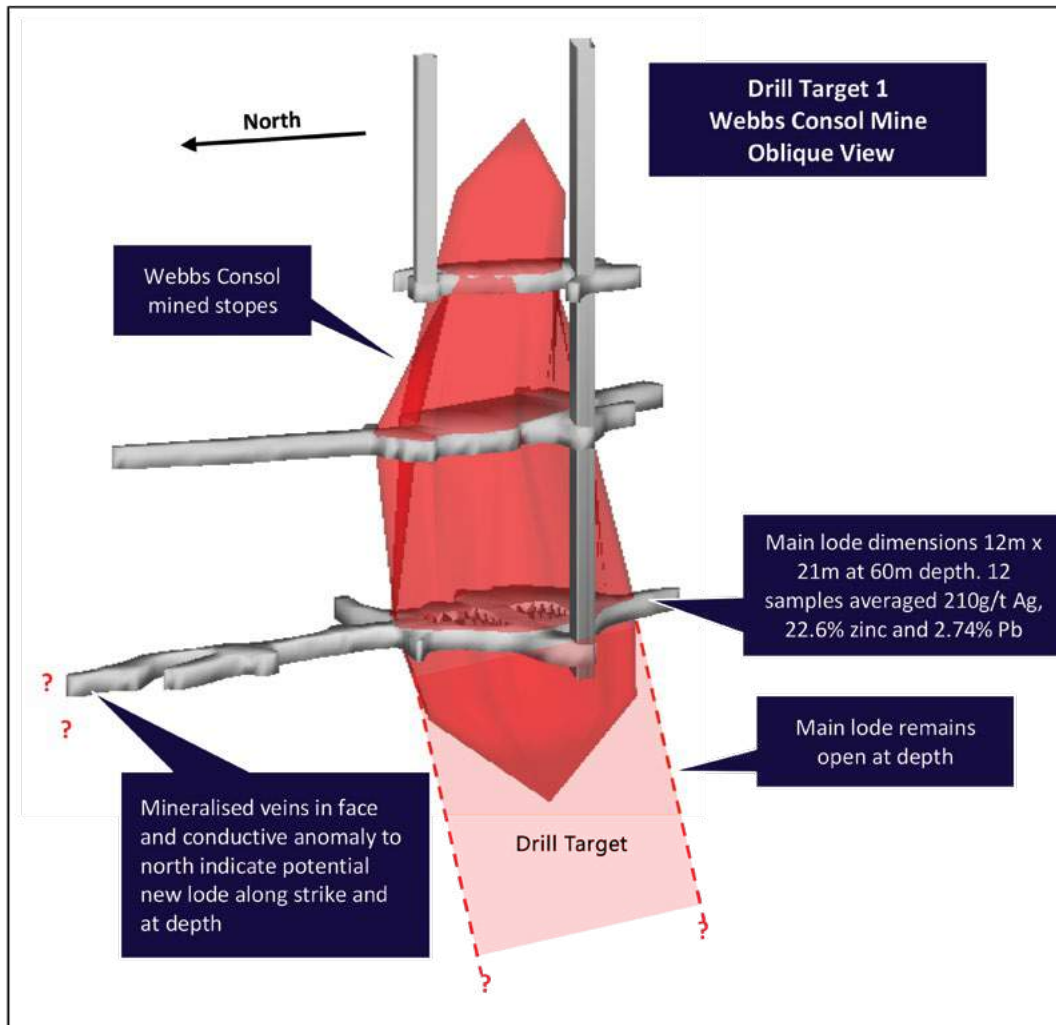 Drill Target 1
Webbs Consol Mine
Oblique View
North
Webbs Consol
mined stopes
Main lode dimensions 12m x
21m at 60m depth. 12
samples averaged 210g/t Ag,
22.6% zinc and 2.74% Pb
?
?
Main lode remains
open at depth
Mineralised veins in face
and conductive anomaly to
north indicate potential
new lode along strike and
at depth
Drill Target
?
?